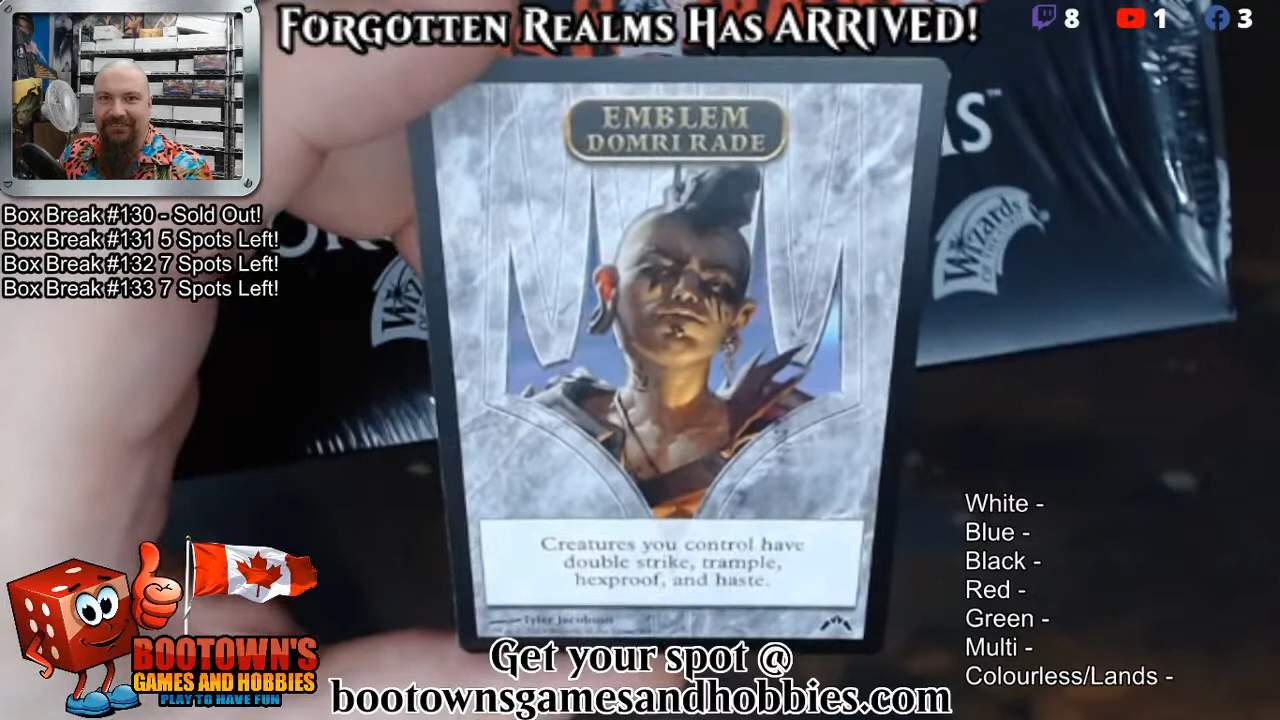 FORGOTTEN REALMS HAS ARRIVED!
8
1
3
Box Break #130 - Sold Out!
Box Break #131 5 Spots Left!
Box Break #132 7 Spots Left!
Box Break #133 7 Spots Left!
EMBLEM
DOMRI RADE
AS™
Wizards
Creatures you control have
double strike, trample,
hexproof, and haste.
Tyler Jacobson
White -
Blue -
Black -
Red -
Green -
Multi -
Colourless/Lands -
BOOTOWN'S
GAMES AND HOBBIES
PLAY TO HAVE FUN
Get your spot @
bootownsgamesandhobbies.com